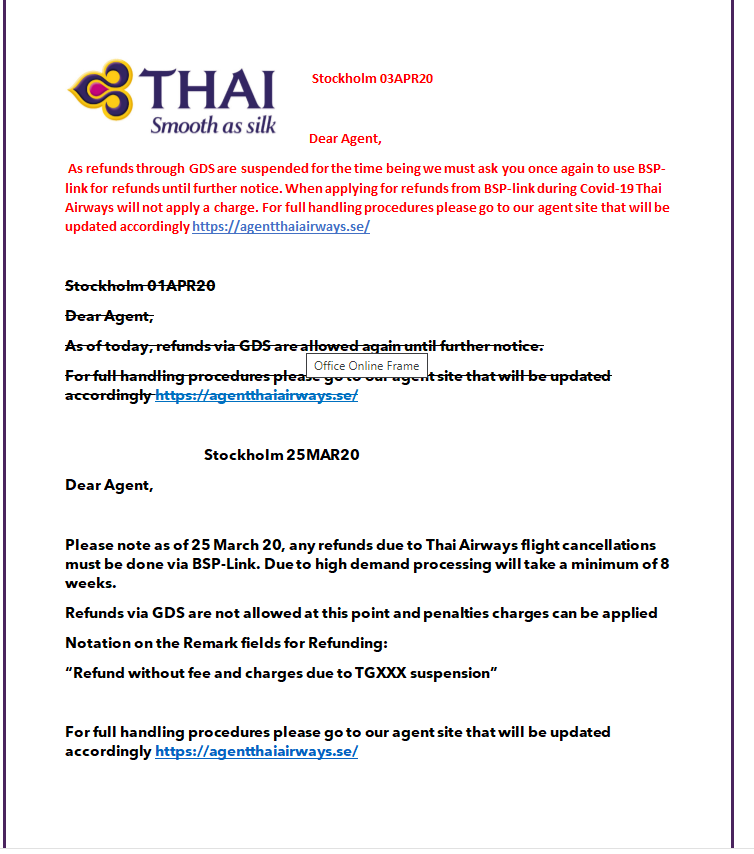 THAI
Smooth as silk
Stockholm 03APR20
Dear Agent,
As refunds through GDS are suspended for the time being we must ask you once again to use BSP-
link for refunds until further notice. When applying for refunds from BSP-link during Covid-19 Thai
Airways will not apply a charge. For full handling procedures please go to our agent site that will be
updated accordingly https://agentthaiairways.se/
Stockholm 01APR20
Dear Agent,
As of today, refunds via GDS are allowed again until further notice.
Office Online Frame
For full handling procedures please go to our agent site that will be updated
accordingly https://agentthaiairways.se/
Stockholm 25MAR20
Dear Agent,
Please note as of 25 March 20, any refunds due to Thai Airways flight cancellations
must be done via BSP-Link. Due to high demand processing will take a minimum of 8
weeks.
Refunds via GDS are not allowed at this point and penalties charges can be applied
Notation on the Remark fields for Refunding:
“Refund without fee and charges due to TGXXX suspension”
For full handling procedures please go to our agent site that will be updated
accordingly https://agentthaiairways.se/